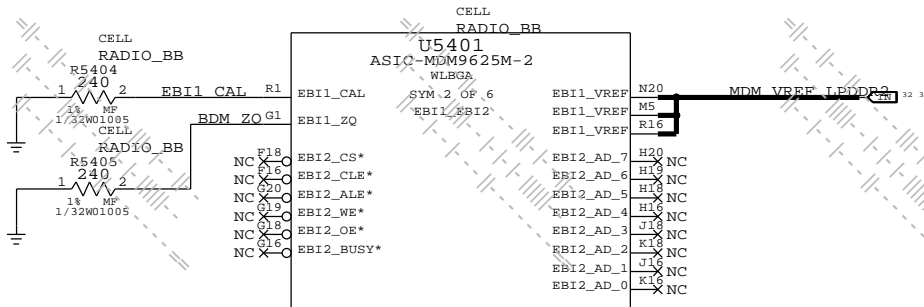 CELL
RADIO_BB
U5401
ASIC-MDM9625M-2
WLBGA
SYM 2 OF 6
EBI1_EBI2
CELL
RADIO_BB
R5404
240
1 2
1% MF
1/32W01005
EBI1_CAL R1 EBI1_CAL
CELL
RADIO_BB
R5405
240
1 2
1% MF
1/32W01005
BDM_ZQ G1 EBI1_ZQ
NC F18 EBI2_CS*
NC F16 EBI2_CLE*
NC G20 EBI2_ALE*
NC G19 EBI2_WE*
NC G18 EBI2_OE*
NC G16 EBI2_BUSY*
EBI1_VREF N20 MDM_VREF_LPDDR2 IN 32
EBI1_VREF M5
EBI1_VREF R16
EBI2_AD_7 H20 NC
EBI2_AD_6 H19 NC
EBI2_AD_5 H18 NC
EBI2_AD_4 H16 NC
EBI2_AD_3 J18 NC
EBI2_AD_2 K18 NC
EBI2_AD_1 J16 NC
EBI2_AD_0 K16 NC